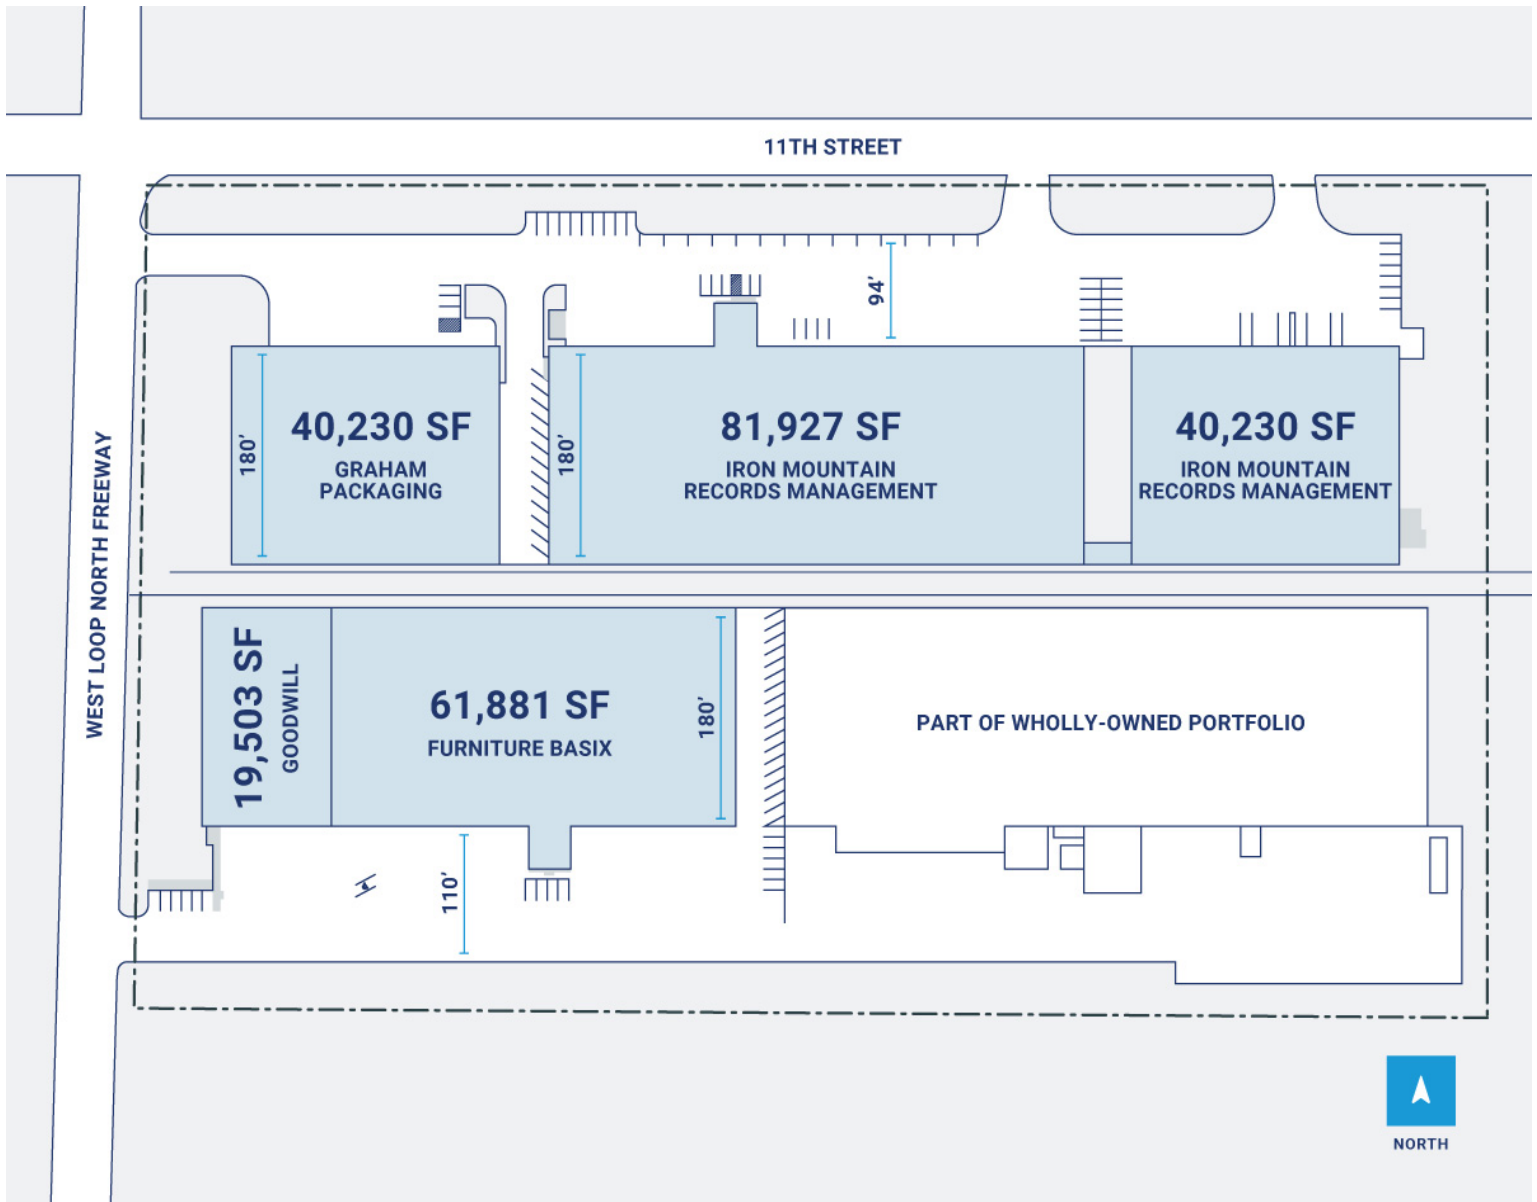 11TH STREET
94’
180’
40,230 SF
GRAHAM
PACKAGING
180’
81,927 SF
IRON MOUNTAIN
RECORDS MANAGEMENT
40,230 SF
IRON MOUNTAIN
RECORDS MANAGEMENT
WEST LOOP NORTH FREEWAY
19,503 SF
GOODWILL
61,881 SF
FURNITURE BASIX
180’
PART OF WHOLLY-OWNED PORTFOLIO
110’
NORTH